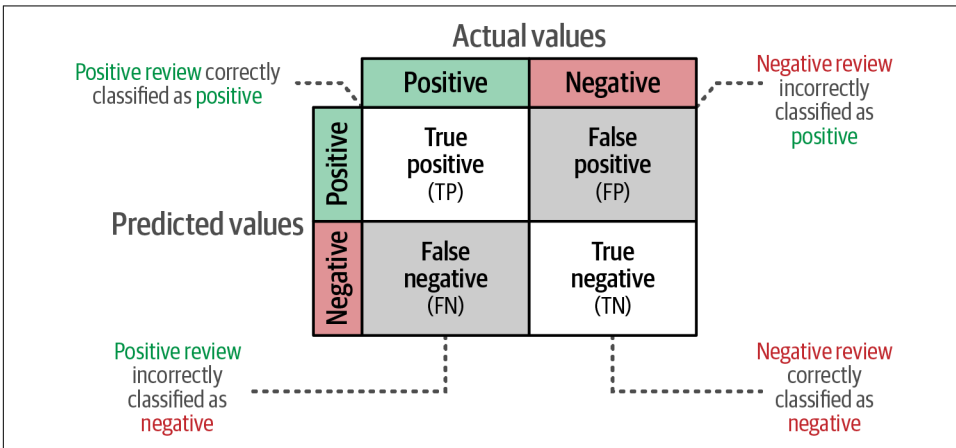 Actual values
Positive review correctly
classified as positive
Positive
Negative
Negative review
incorrectly
classified as
positive
Predicted values
Positive
True
positive
(TP)
False
positive
(FP)
Negative
False
negative
(FN)
True
negative
(TN)
Positive review
incorrectly
classified as
negative
Negative review
correctly
classified as
negative